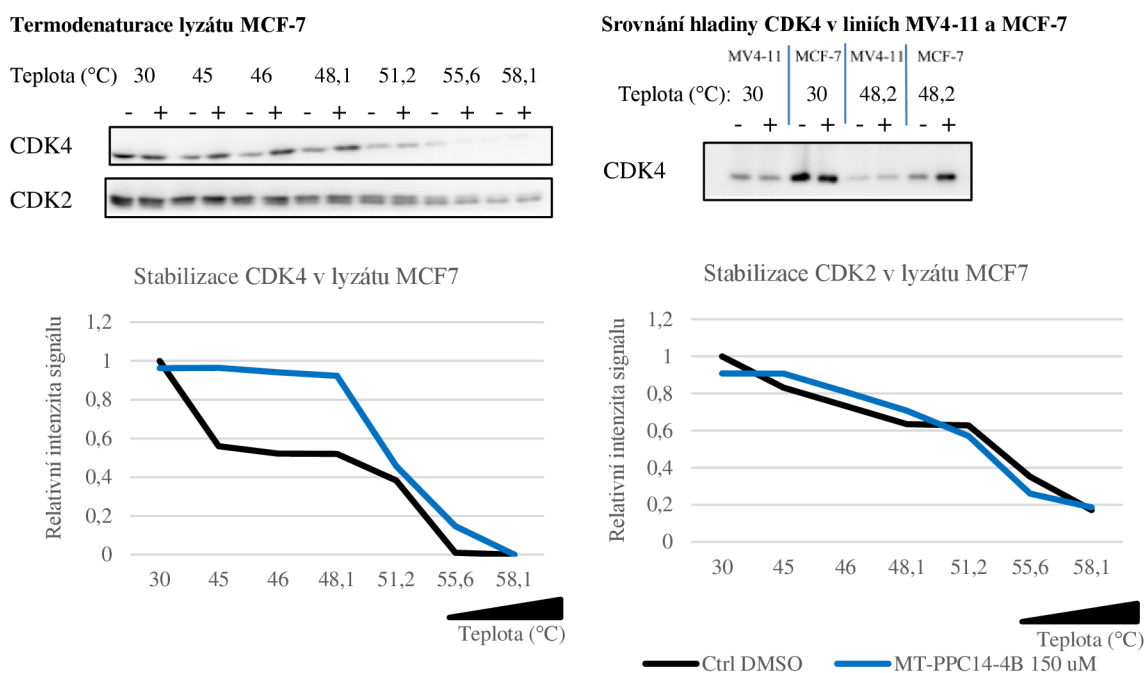 Termodenaturace lyzátu MCF-7
Teplota (°C) 30 45 46 48,1 51,2 55,6 58,1
- + - + - + - + - + - + - +
CDK4
CDK2
Srovnání hladiny CDK4 v liniích MV4-11 a MCF-7
MV4-11 MCF-7 MV4-11 MCF-7
Teplota (°C): 30 30 48,2 48,2
- + - + - + - +
CDK4
Stabilizace CDK4 v lyzátu MCF7
Relativní intenzita signálu
1,2
1
0,8
0,6
0,4
0,2
0
30 45 46 48,1 51,2 55,6 58,1
Teplota (°C)
Stabilizace CDK2 v lyzátu MCF7
Relativní intenzita signálu
1,2
1
0,8
0,6
0,4
0,2
0
30 45 46 48,1 51,2 55,6 58,1
Teplota (°C)
Ctrl DMSO MT-PPC14-4B 150 uM